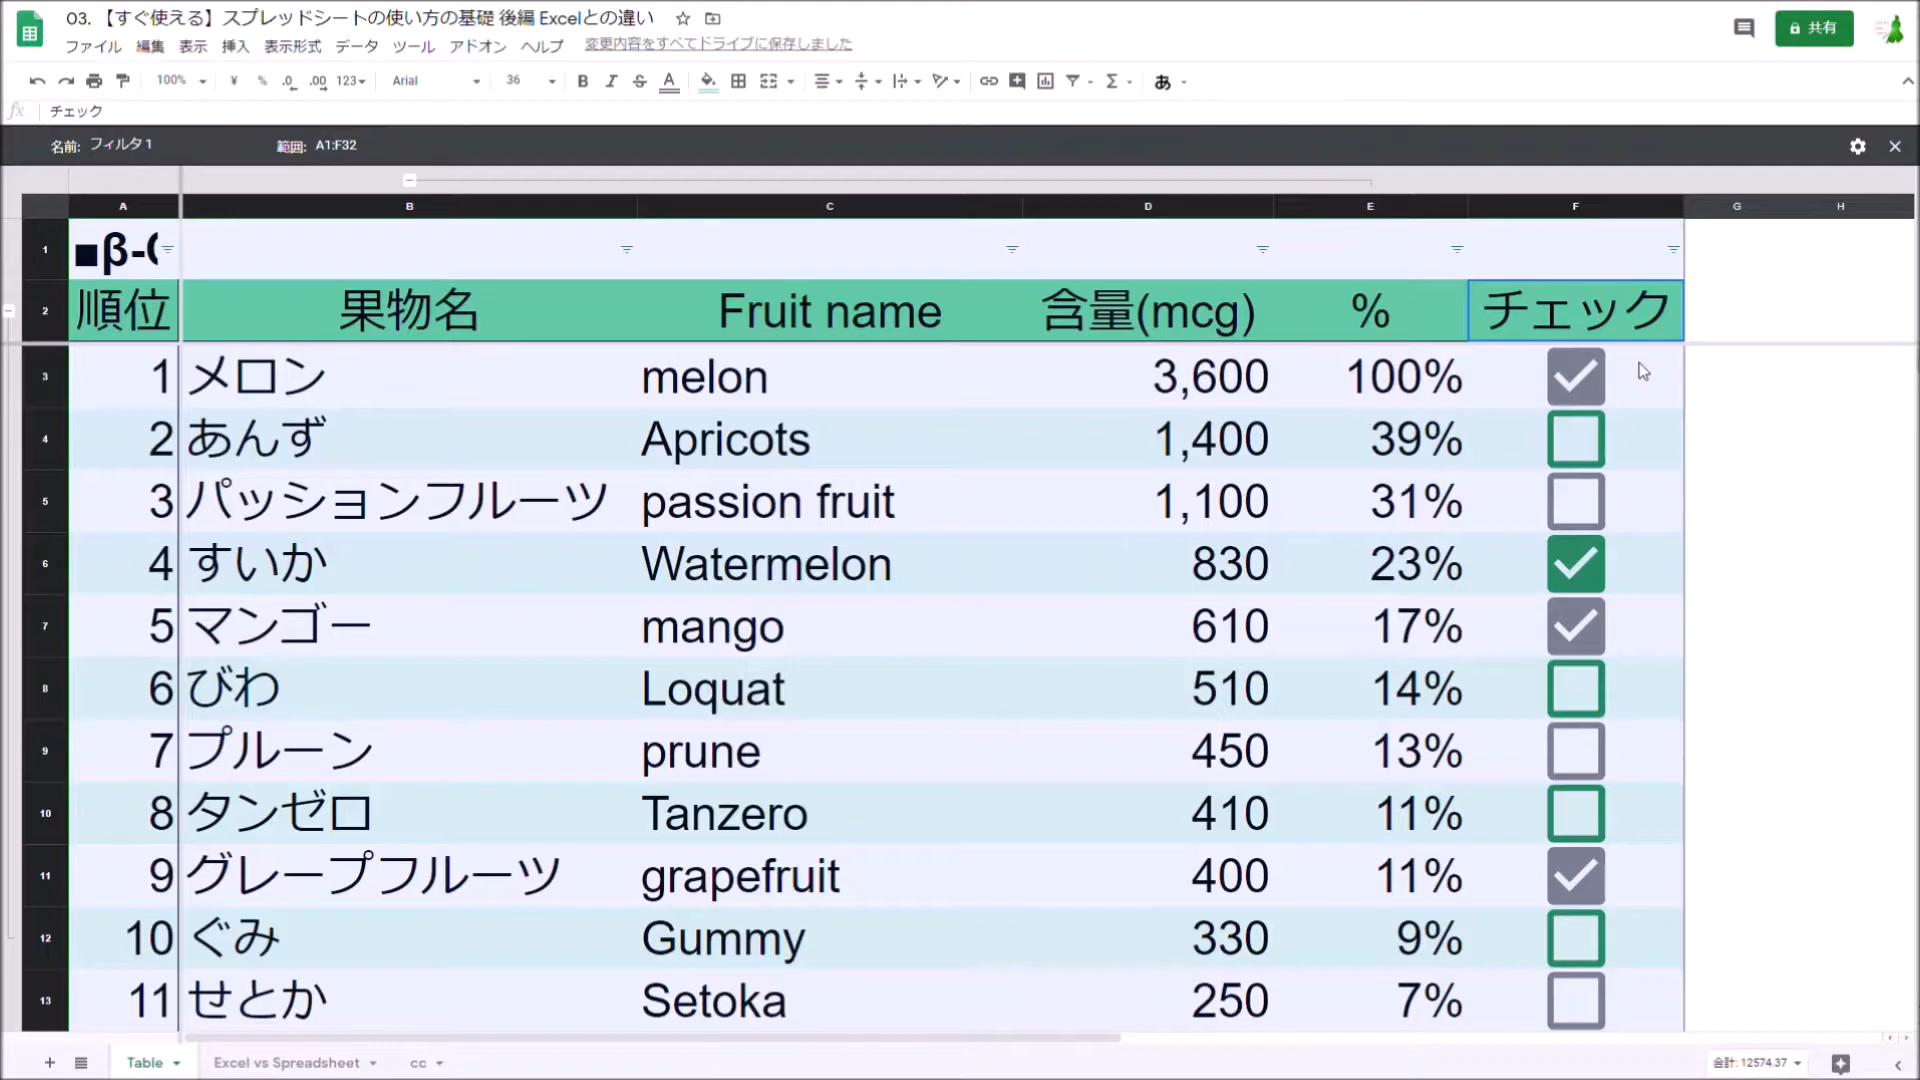 03. 【すぐ使える】スプレッドシートの使い方の基礎 後編 Excelとの違い
共有
ファイル 編集 表示 挿入 表示形式 データ ツール アドオン ヘルプ 変更内容をすべてドライブに保存しました
100% ¥ % .0 .00 123 Arial 36 B I S A Σ あ
fx チェック
名前: フィルタ 1 範囲: A1:F32
A B C D E F G H
1 ■β-
2 順位 果物名 Fruit name 含量(mcg) % チェック
3 1 メロン melon 3,600 100%
4 2 あんず Apricots 1,400 39%
5 3 パッションフルーツ passion fruit 1,100 31%
6 4 すいか Watermelon 830 23%
7 5 マンゴー mango 610 17%
8 6 びわ Loquat 510 14%
9 7 プルーン prune 450 13%
10 8 タンゼロ Tanzero 410 11%
11 9 グレープフルーツ grapefruit 400 11%
12 10 ぐみ Gummy 330 9%
13 11 せとか Setoka 250 7%
+ Table Excel vs Spreadsheet cc 合計: 12574.37